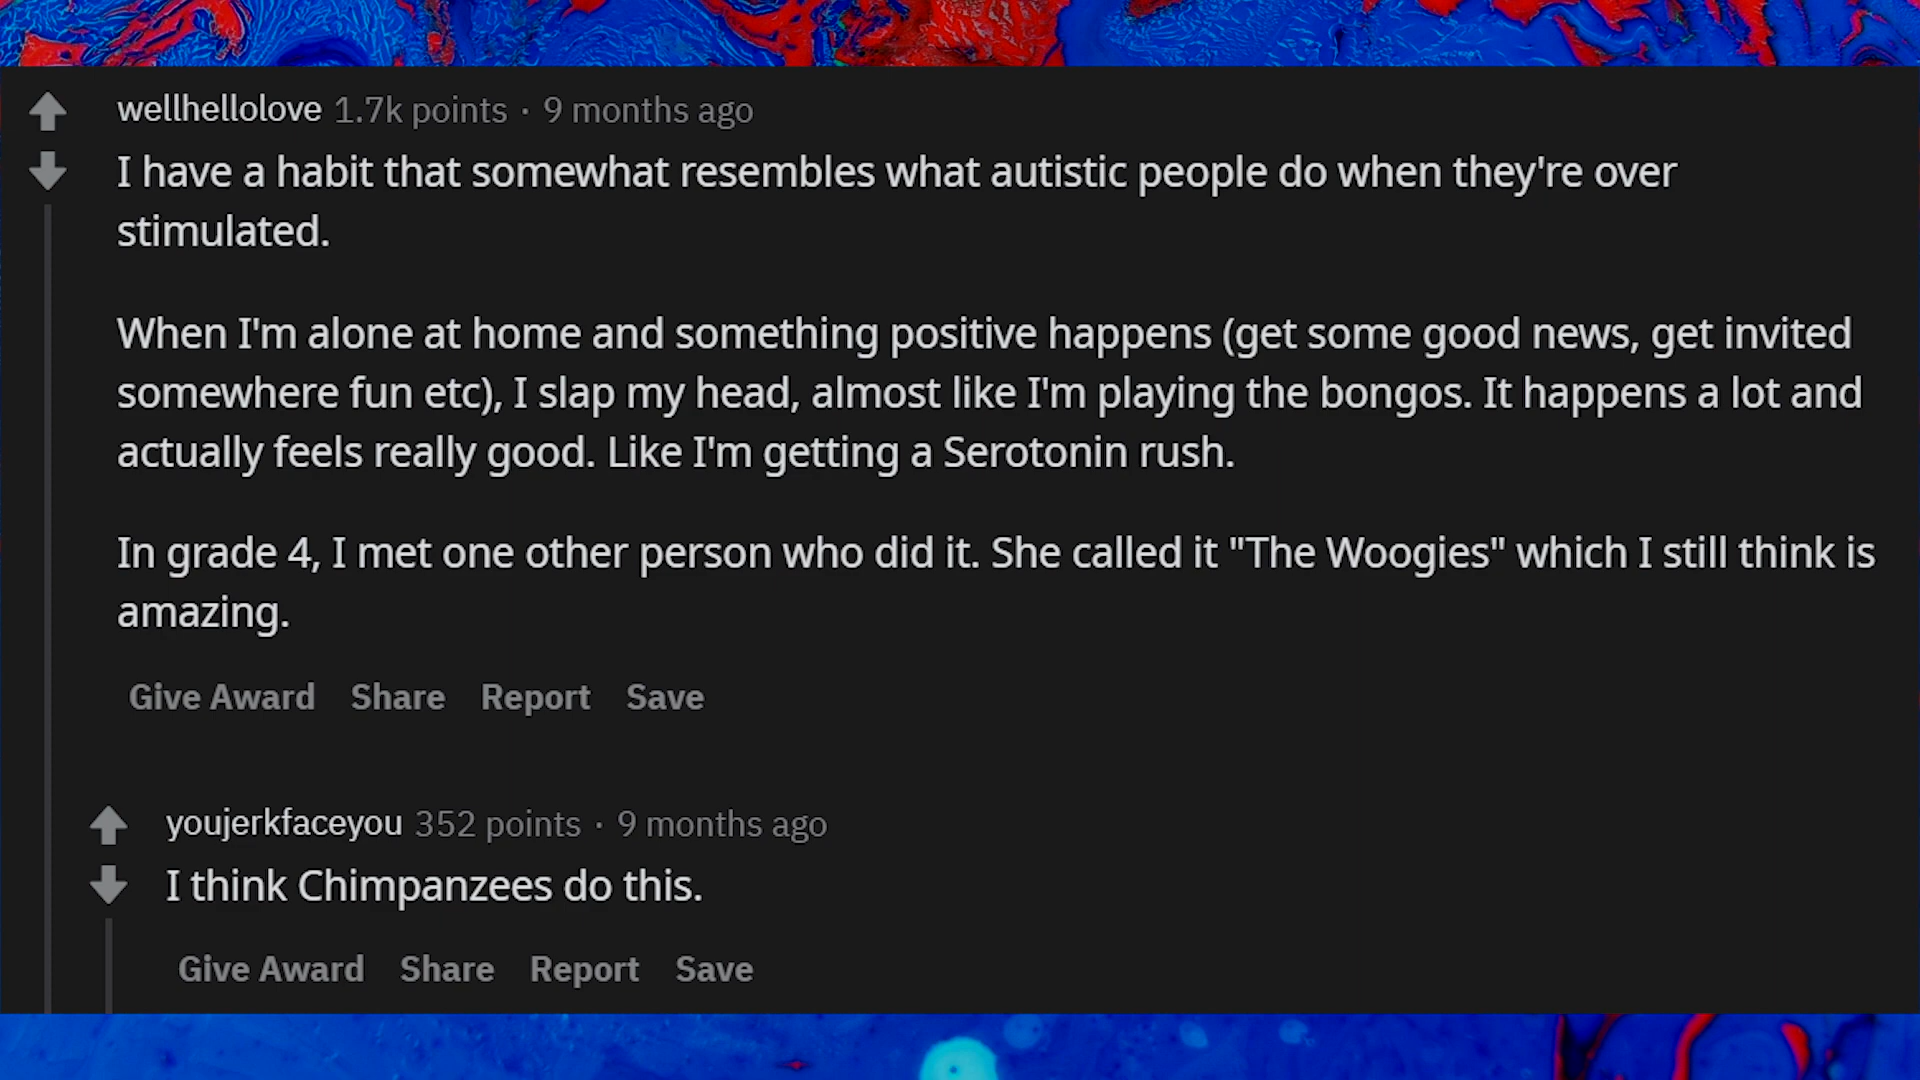 wellhellolove 1.7k points · 9 months ago
I have a habit that somewhat resembles what autistic people do when they're over
stimulated.
When I'm alone at home and something positive happens (get some good news, get invited
somewhere fun etc), I slap my head, almost like I'm playing the bongos. It happens a lot and
actually feels really good. Like I'm getting a Serotonin rush.
In grade 4, I met one other person who did it. She called it "The Woogies" which I still think is
amazing.
Give Award Share Report Save
youjerkfaceyou 352 points · 9 months ago
I think Chimpanzees do this.
Give Award Share Report Save